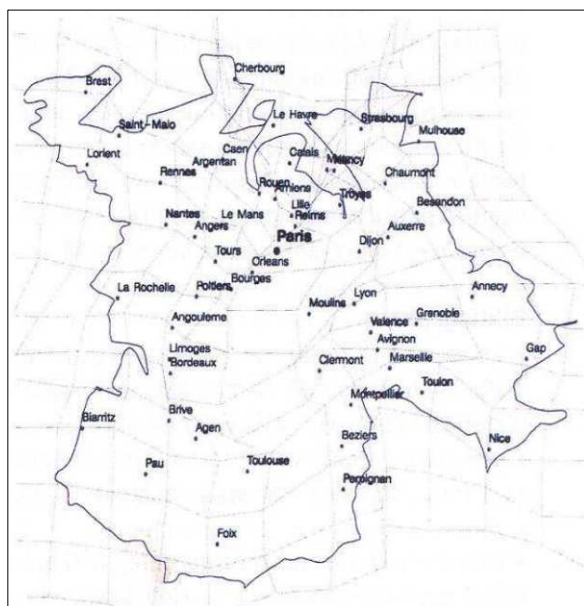 Cherbourg
Brest
Le Havre
Strasbourg
Saint-Malo
Mulhouse
Caen
Calais
Nancy
Lorient
Argentan
Rennes
Chaumont
Rouen
Amiens
Troyes
Lille
Besandon
Nantes
Le Mans
Reims
Angers
Paris
Auxerre
Dijon
Tours
Orleans
Bourges
La Rochelle
Poitiers
Annecy
Lyon
Moulins
Angouleme
Grenoble
Valence
Avignon
Gap
Limoges
Bordeaux
Clermont
Marseille
Toulon
Montpellier
Biarritz
Brive
Agen
Beziers
Nice
Pau
Toulouse
Perpignan
Foix